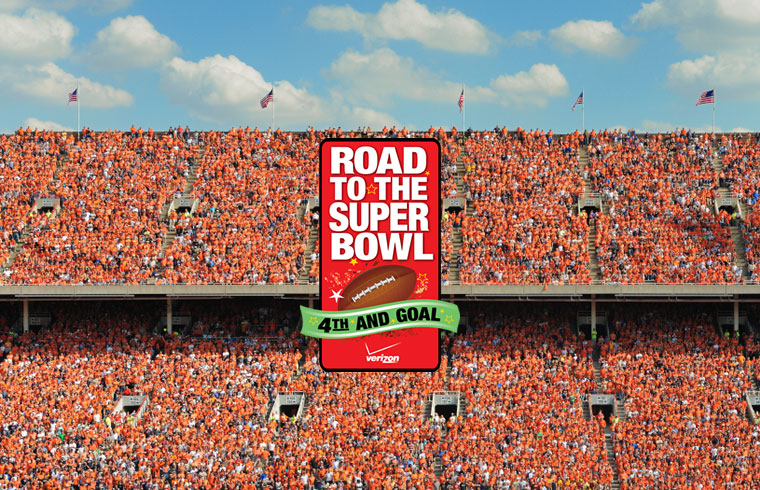 ROAD
TO THE
SUPER
BOWL
4TH AND GOAL
verizon